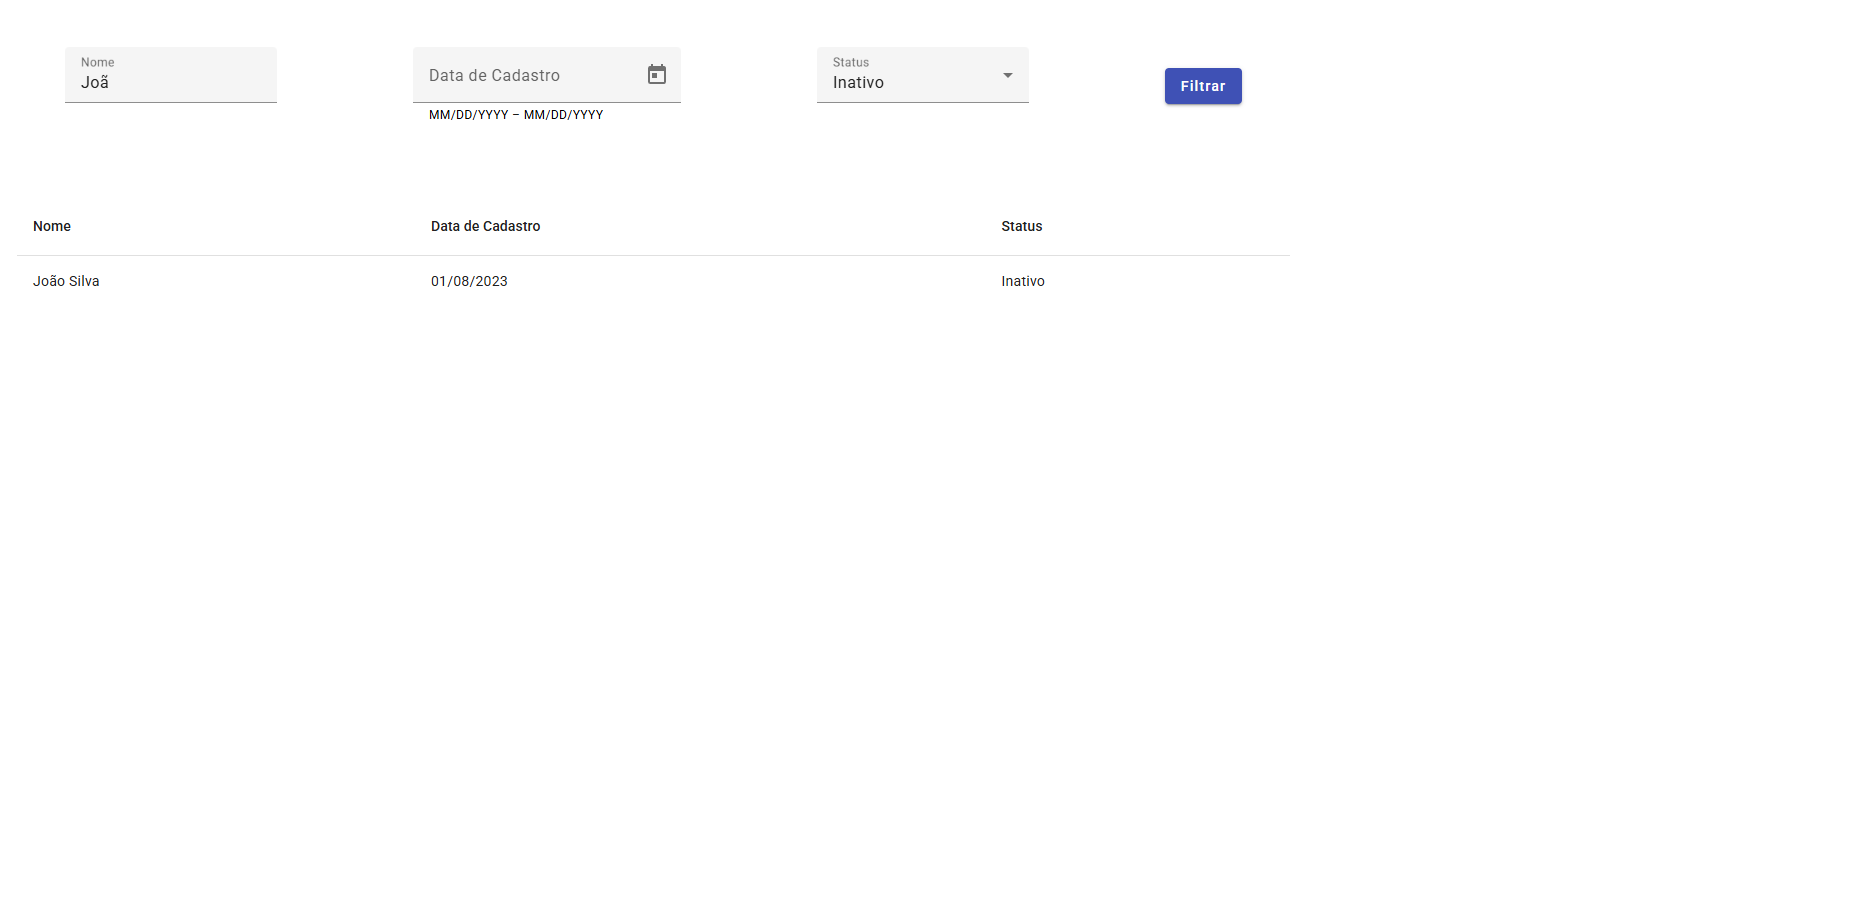 Nome
Joã
Data de Cadastro
MM/DD/YYYY – MM/DD/YYYY
Status
Inativo
Filtrar
Nome Data de Cadastro Status
João Silva 01/08/2023 Inativo